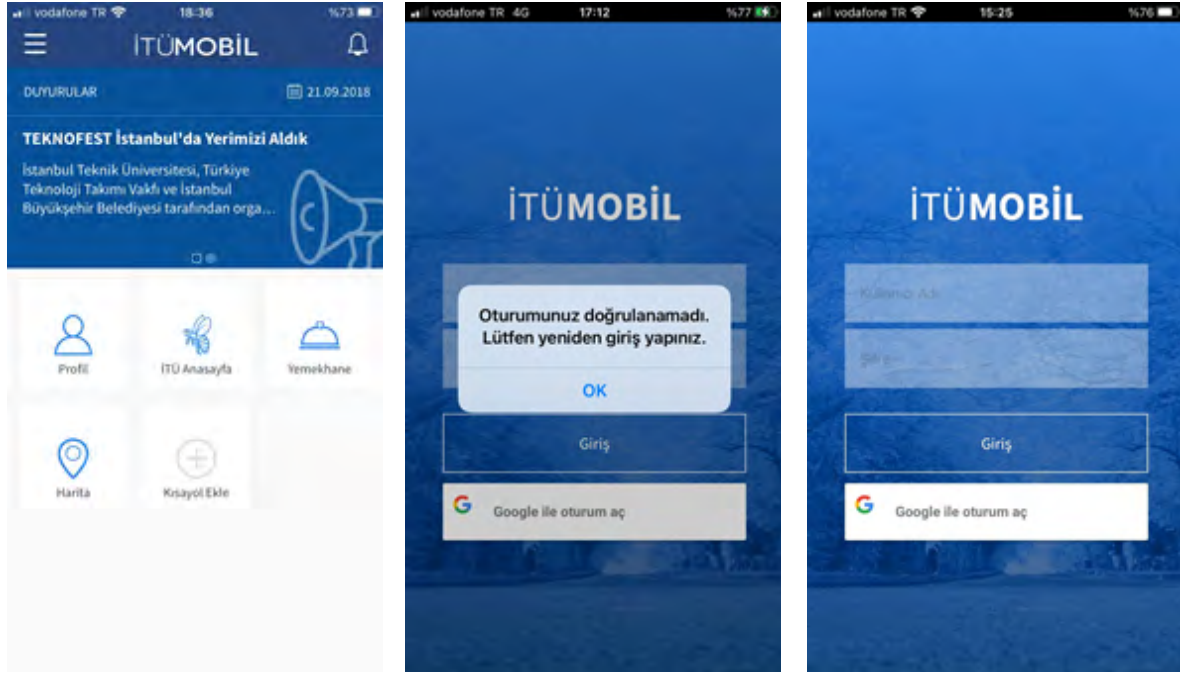 vodafone TR 18:36 %73
İTÜMOBİL
DUYURULAR 21.09.2018
TEKNOFEST İstanbul'da Yerimizi Aldık
İstanbul Teknik Üniversitesi, Türkiye
Teknoloji Takımı Vakfı ve İstanbul
Büyükşehir Belediyesi tarafından orga...
Profil İTÜ Anasayfa Yemekhane
Harita Kısayol Ekle
vodafone TR 4G 17:12 %77
İTÜMOBİL
Oturumunuz doğrulanamadı.
Lütfen yeniden giriş yapınız.
OK
Giriş
Google ile oturum aç
vodafone TR 15:25 %76
İTÜMOBİL
Kullanıcı Adı
Şifre
Giriş
Google ile oturum aç